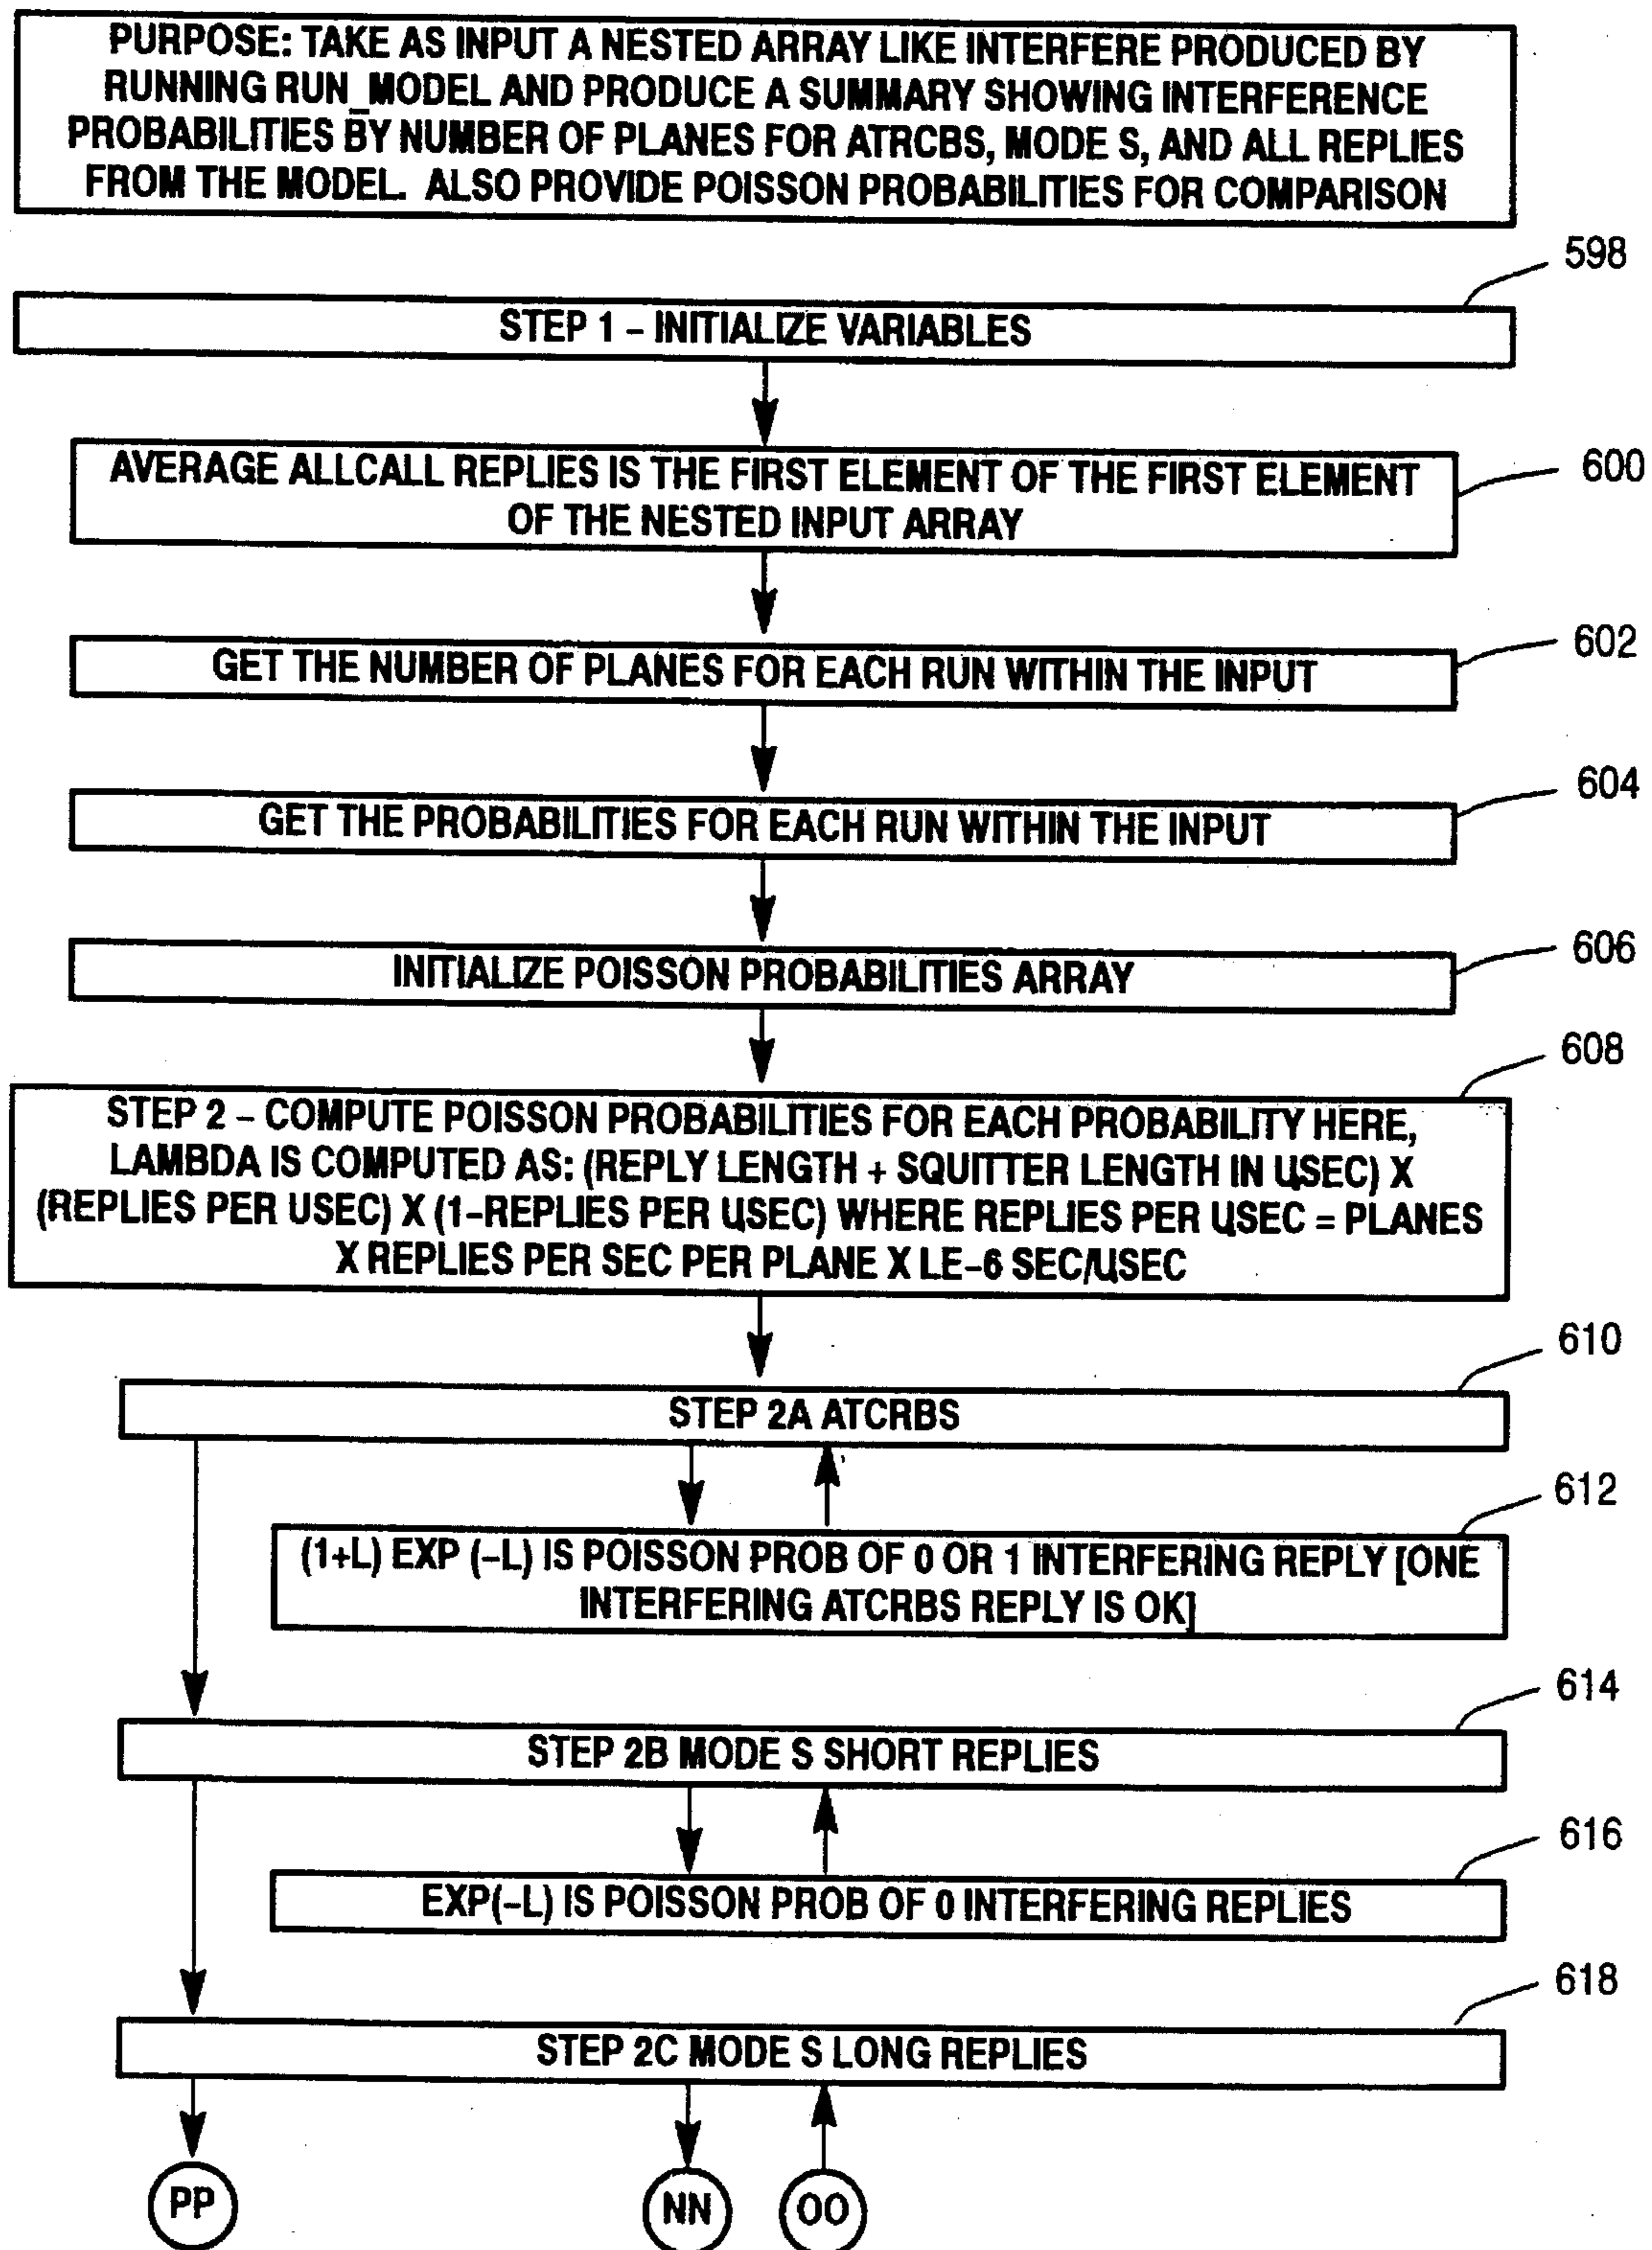 PURPOSE: TAKE AS INPUT A NESTED ARRAY LIKE INTERFERE PRODUCED BY
RUNNING RUN_MODEL AND PRODUCE A SUMMARY SHOWING INTERFERENCE
PROBABILITIES BY NUMBER OF PLANES FOR ATRCBS, MODE S, AND ALL REPLIES
FROM THE MODEL. ALSO PROVIDE POISSON PROBABILITIES FOR COMPARISON
598
STEP 1 – INITIALIZE VARIABLES
600
AVERAGE ALLCALL REPLIES IS THE FIRST ELEMENT OF THE FIRST ELEMENT
OF THE NESTED INPUT ARRAY
602
GET THE NUMBER OF PLANES FOR EACH RUN WITHIN THE INPUT
604
GET THE PROBABILITIES FOR EACH RUN WITHIN THE INPUT
606
INITIALIZE POISSON PROBABILITIES ARRAY
608
STEP 2 – COMPUTE POISSON PROBABILITIES FOR EACH PROBABILITY HERE,
LAMBDA IS COMPUTED AS: (REPLY LENGTH + SQUITTER LENGTH IN µSEC) X
(REPLIES PER USEC) X (1–REPLIES PER µSEC) WHERE REPLIES PER µSEC = PLANES
X REPLIES PER SEC PER PLANE X LE–6 SEC/µSEC
610
STEP 2A ATCRBS
612
(1+L) EXP (–L) IS POISSON PROB OF 0 OR 1 INTERFERING REPLY [ONE
INTERFERING ATCRBS REPLY IS OK]
614
STEP 2B MODE S SHORT REPLIES
616
EXP(–L) IS POISSON PROB OF 0 INTERFERING REPLIES
618
STEP 2C MODE S LONG REPLIES
PP
NN
OO